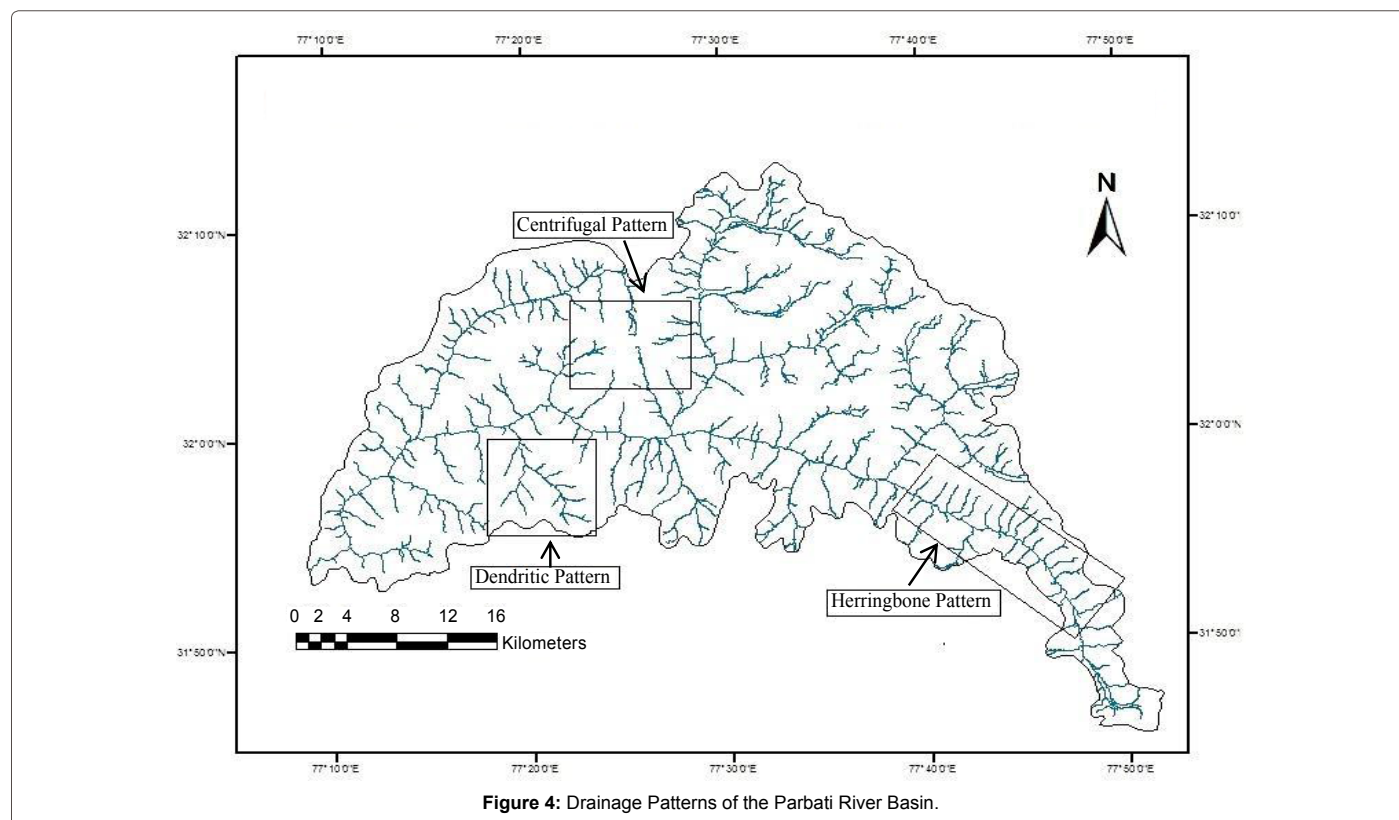 77° 10'0"E 77° 20'0"E 77° 30'0"E 77° 40'0"E 77° 50'0"E
N
Centrifugal Pattern
32° 10'0"N
32° 10'0"
32° 0'0"N
32° 0'0"N
Dendritic Pattern
Herringbone Pattern
0 2 4 8 12 16
Kilometers
31° 50'0"N
31° 50'0"
77° 10'0"E 77° 20'0"E 77° 30'0"E 77° 40'0"E 77° 50'0"E
Figure 4: Drainage Patterns of the Parbati River Basin.